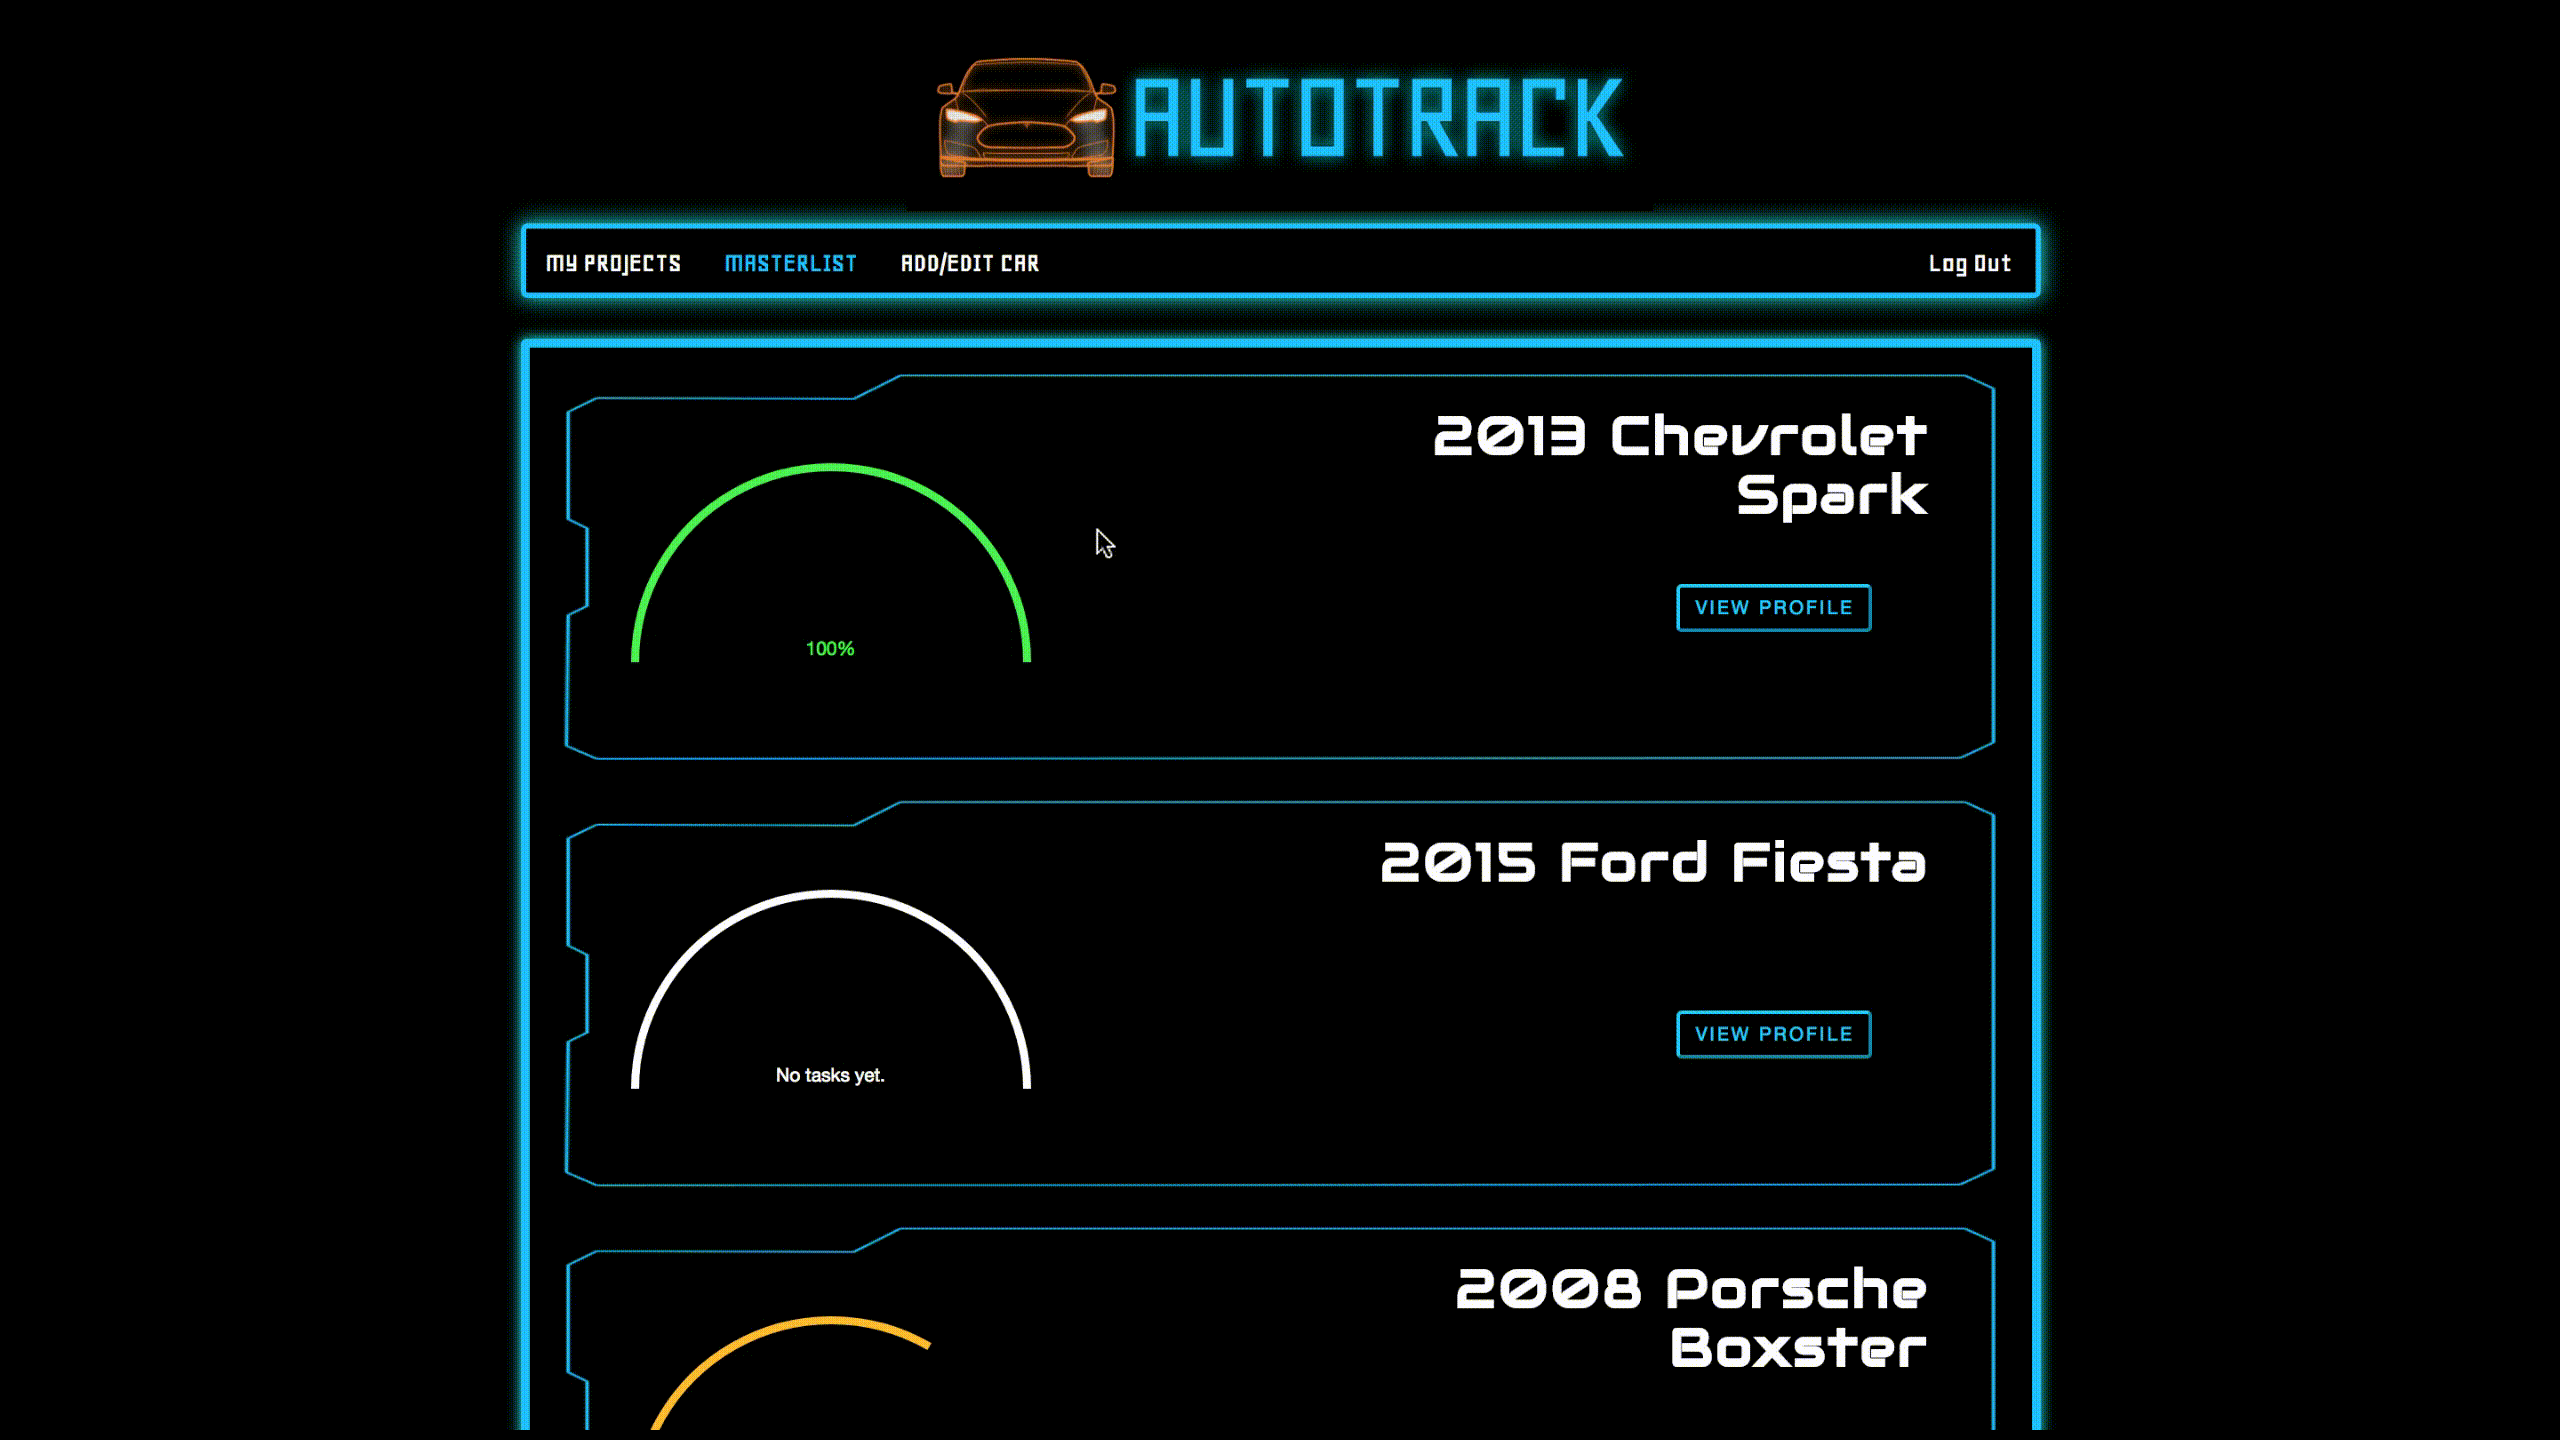 AUTOTRACK
MY PROJECTS MASTERLIST ADD/EDIT CAR Log Out
2013 Chevrolet
Spark
VIEW PROFILE
100%
2015 Ford Fiesta
VIEW PROFILE
No tasks yet.
2008 Porsche
Boxster